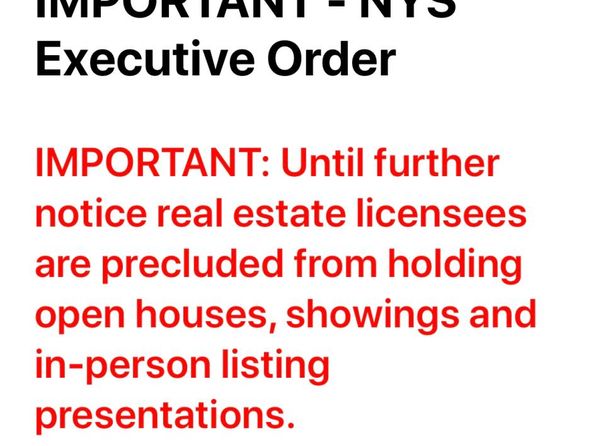 IMPORTANT - NYS
Executive Order
IMPORTANT: Until further
notice real estate licensees
are precluded from holding
open houses, showings and
in-person listing
presentations.